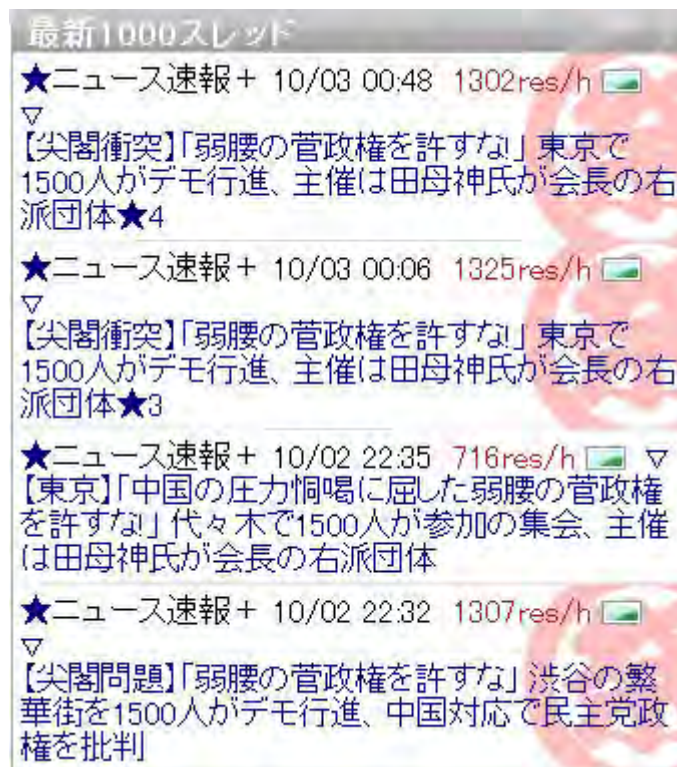 最新1000スレッド
★ニュース速報+ 10/03 00:48 1302res/h
▽
【尖閣衝突】「弱腰の菅政権を許すな!」 東京で
1500人がデモ行進、主催は田母神氏が会長の右
派団体★4
★ニュース速報+ 10/03 00:06 1325res/h
▽
【尖閣衝突】「弱腰の菅政権を許すな!」 東京で
1500人がデモ行進、主催は田母神氏が会長の右
派団体★3
★ニュース速報+ 10/02 22:35 716res/h ▽
【東京】「中国の圧力恫喝に屈した弱腰の菅政権
を許すな!」 代々木で1500人が参加の集会、主催
は田母神氏が会長の右派団体
★ニュース速報+ 10/02 22:32 1307res/h
▽
【尖閣問題】「弱腰の菅政権を許すな」 渋谷の繁
華街を1500人がデモ行進、中国対応で民主党政
権を批判